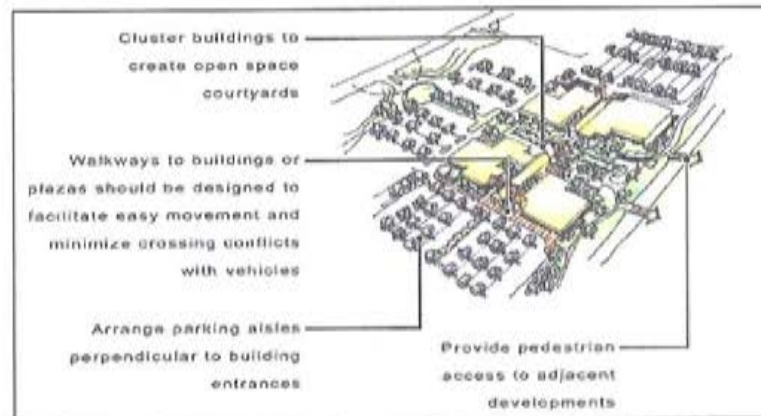 Cluster buildings to
create open space
courtyards
Walkways to buildings or
plazas should be designed to
facilitate easy movement and
minimize crossing conflicts
with vehicles
Arrange parking aisles
perpendicular to building
entrances
Provide pedestrian
access to adjacent
developments